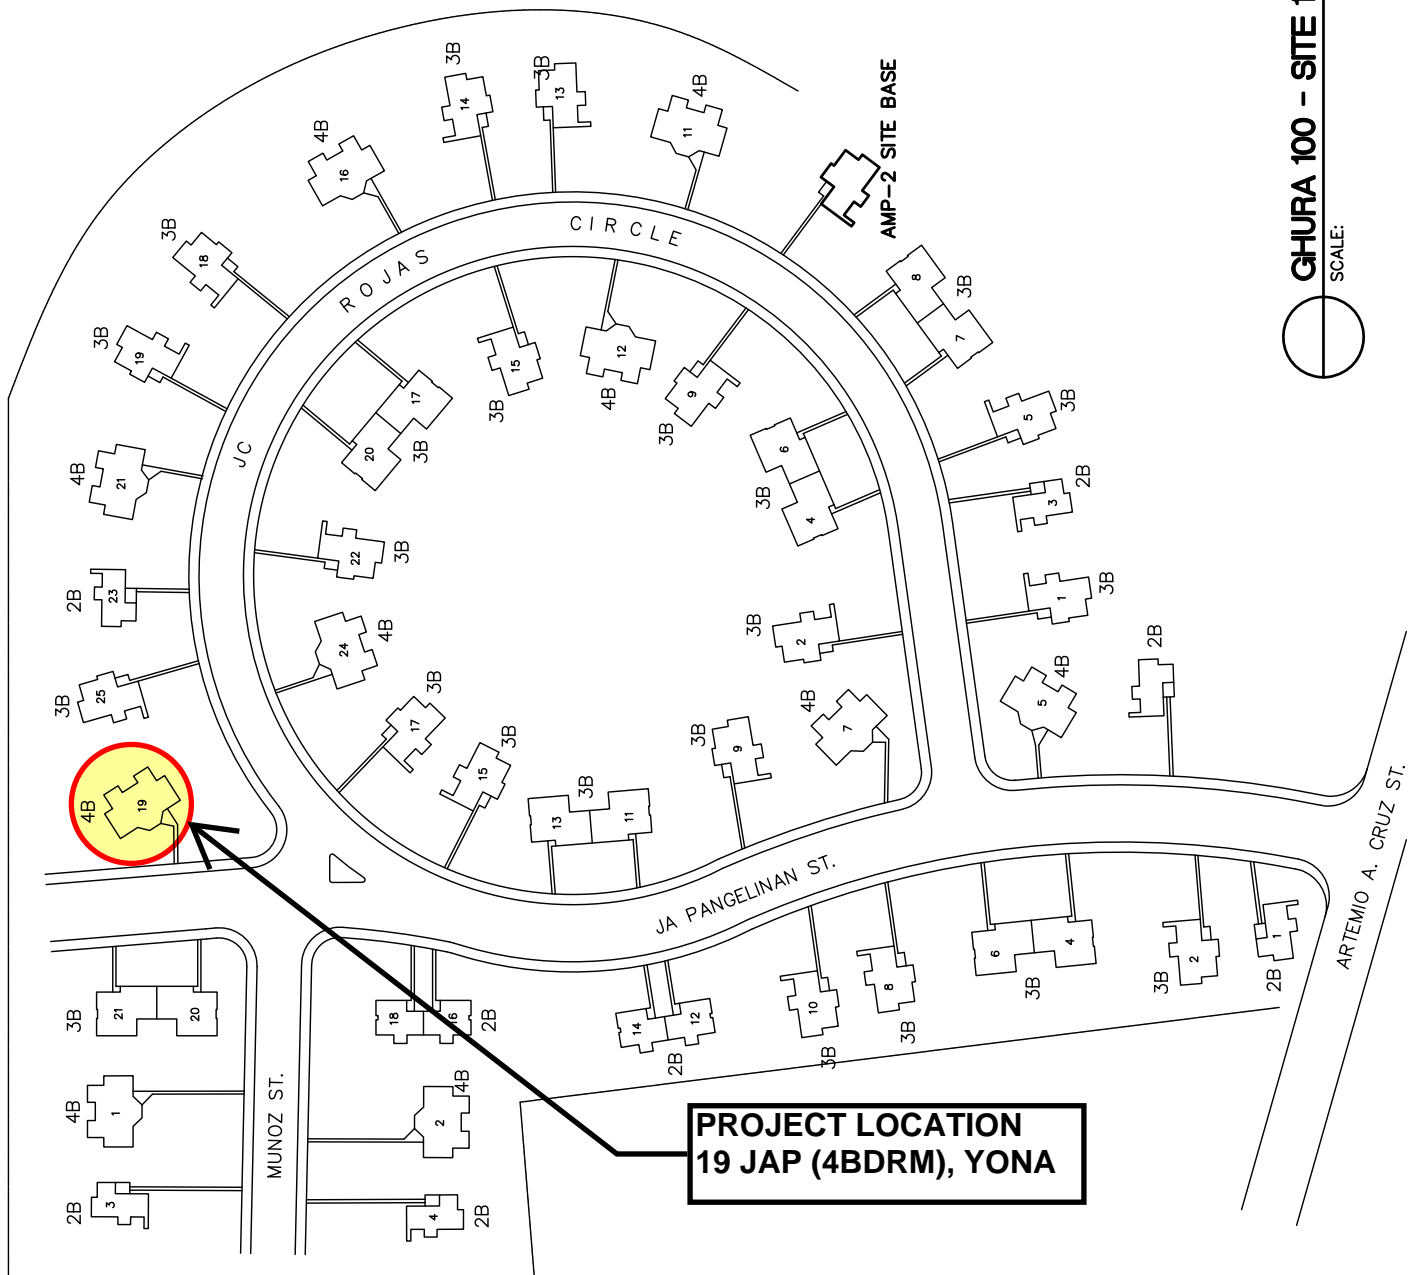 GHURA 100 - SITE 1
SCALE:
AMP-2 SITE BASE
JC ROJAS CIRCLE
3B
14
3B
13
4B
11
4B
16
3B
18
3B
19
4B
21
2B
23
3B
25
4B
19
3B
15
4B
12
3B
9
8
3B
7
17
3B
20
6
3B
4
5
3B
2B
3
1
3B
22
3B
24
4B
3B
2
17
3B
15
3B
4B
7
3B
9
5
4B
2B
3B
13
11
JA PANGELINAN ST.
ARTEMIO A. CRUZ ST.
MUNOZ ST.
3B
21
20
18
16
2B
4B
1
4B
2
2B
3
4
2B
14
12
2B
10
3B
8
3B
6
4
3B
3B
2
1
2B
PROJECT LOCATION
19 JAP (4BDRM), YONA